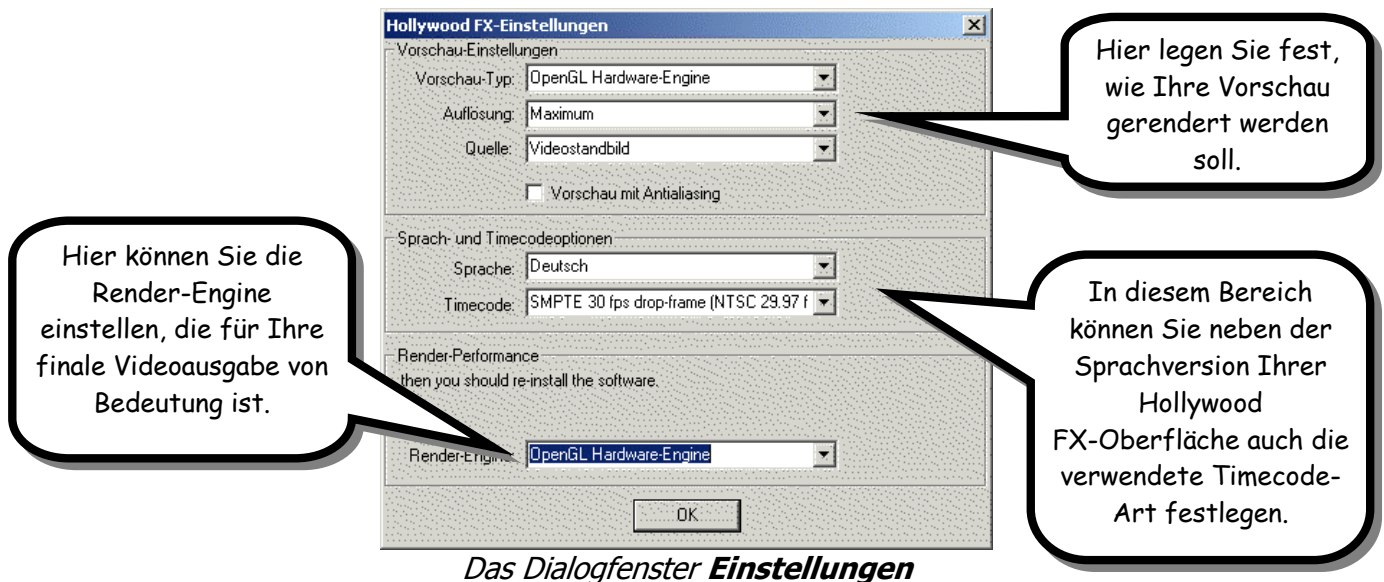 Hollywood FX-Einstellungen
Vorschau-Einstellungen
Vorschau-Typ: OpenGL Hardware-Engine
Auflösung: Maximum
Quelle: Videostandbild
Vorschau mit Antialiasing
Sprach- und Timecodeoptionen
Sprache: Deutsch
Timecode: SMPTE 30 fps drop-frame (NTSC 29.97 f
Render-Performance
then you should re-install the software.
Render-Engine: OpenGL Hardware-Engine
OK
Hier legen Sie fest,
wie Ihre Vorschau
gerendert werden
soll.
Hier können Sie die
Render-Engine
einstellen, die für Ihre
finale Videoausgabe von
Bedeutung ist.
In diesem Bereich
können Sie neben der
Sprachversion Ihrer
Hollywood
FX-Oberfläche auch die
verwendete Timecode-
Art festlegen.
Das Dialogfenster Einstellungen